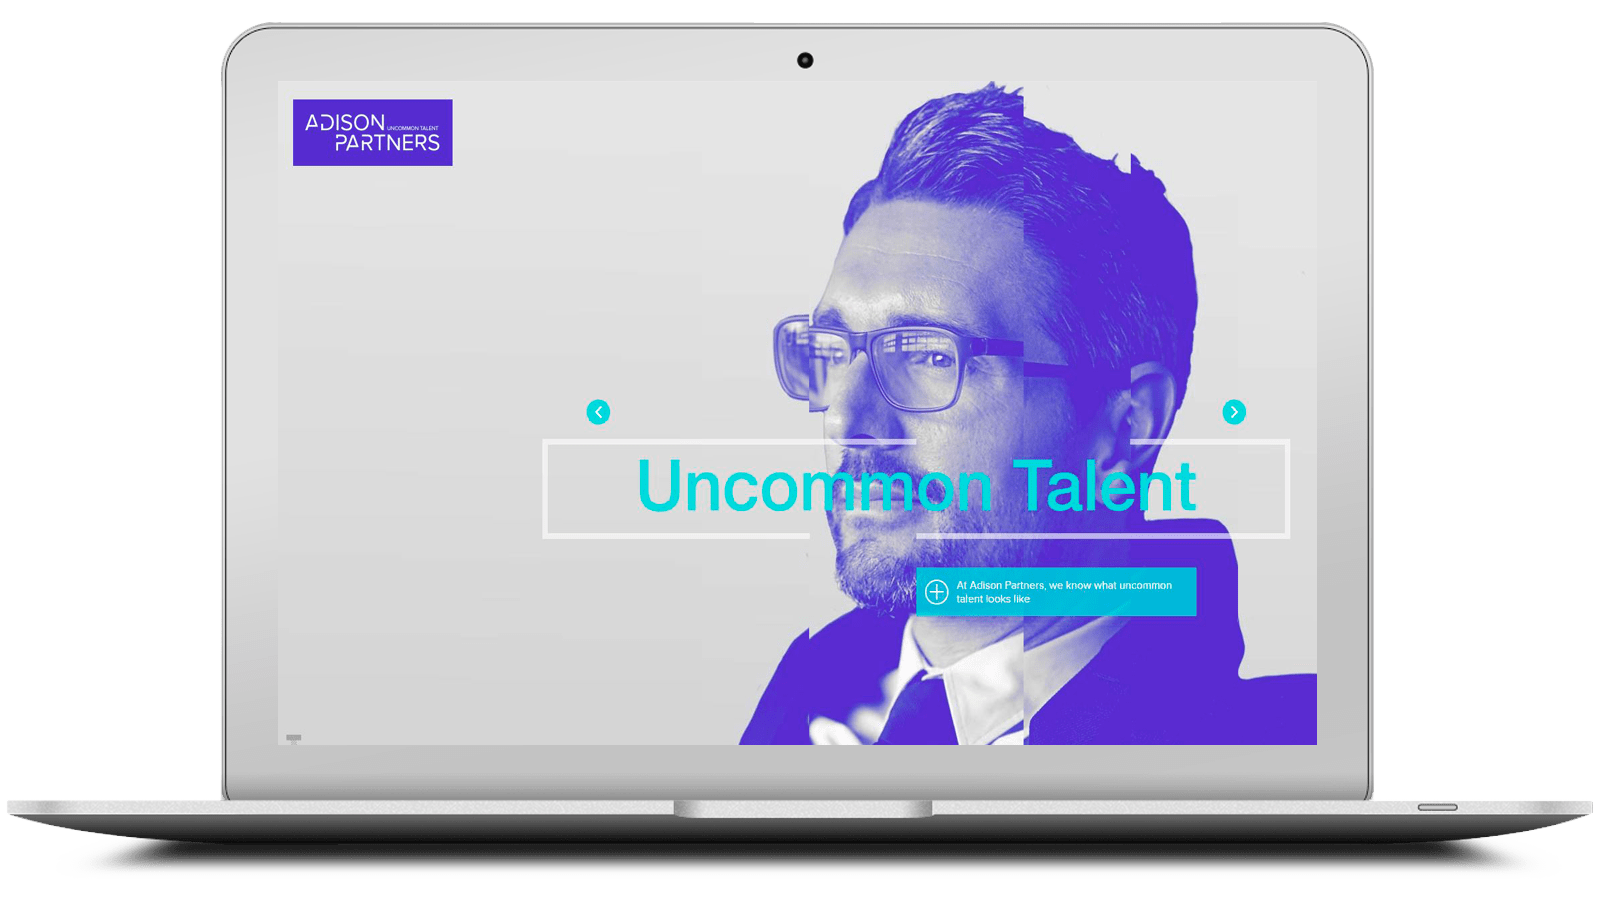 ADISON
UNCOMMON TALENT
PARTNERS
Uncommon Talent
At Adison Partners, we know what uncommon
talent looks like